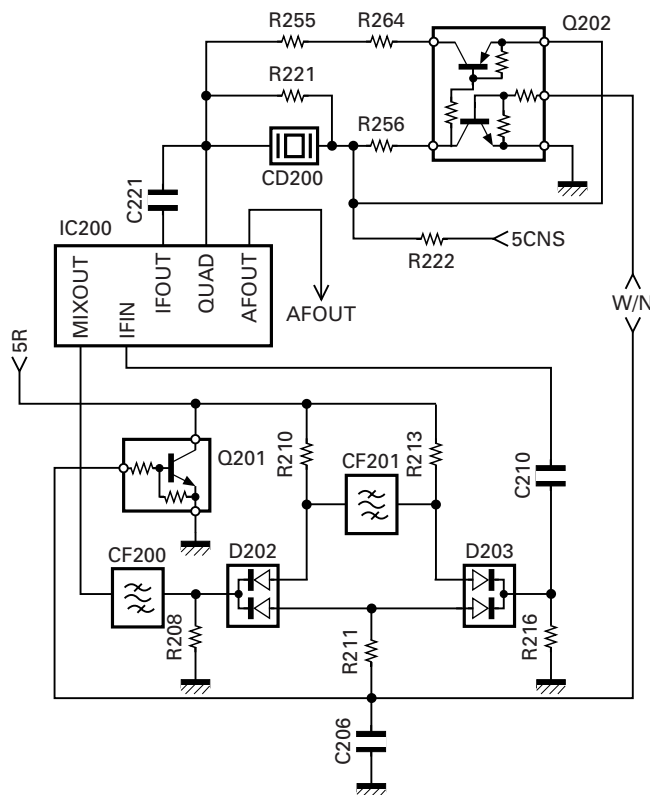 R255
R264
Q202
R221
R256
CD200
C221
IC200
R222
5CNS
MIXOUT
IFIN
IFOUT
QUAD
AFOUT
AFOUT
W/N
5R
Q201
R210
CF201
R213
C210
CF200
D202
D203
R208
R211
R216
C206